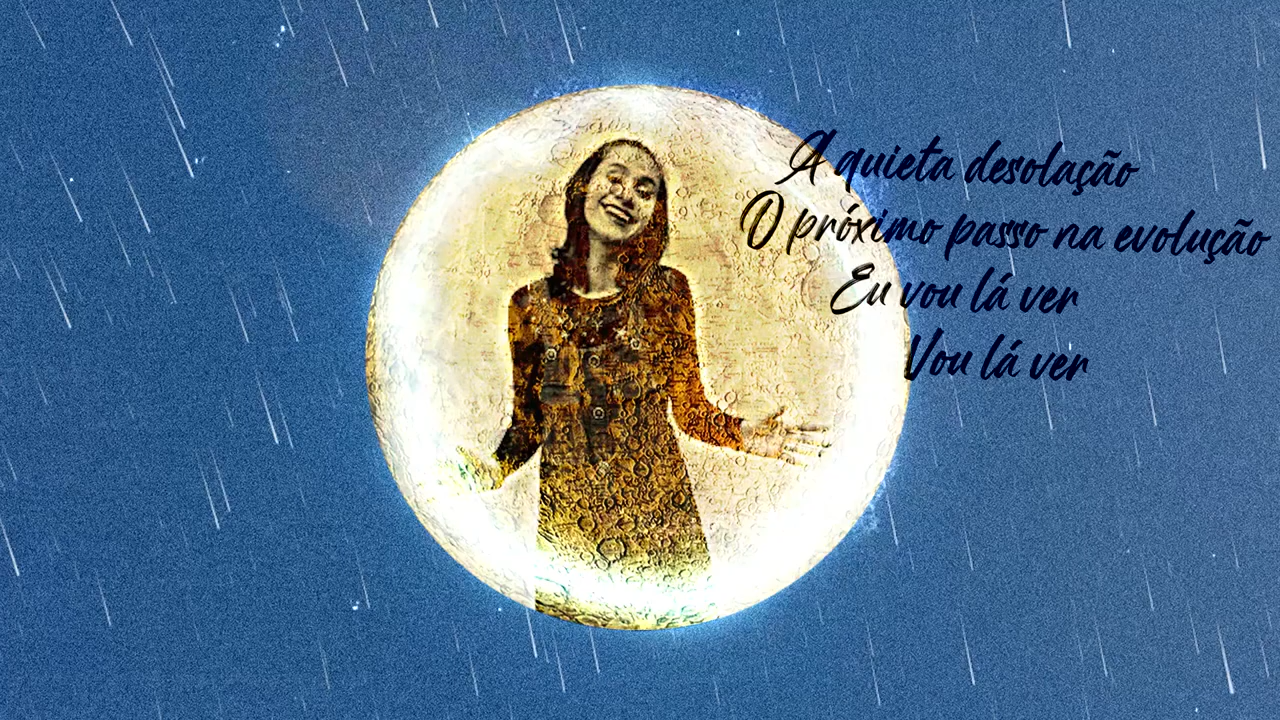 A quieta desolação
O próximo passo na evolução
Eu vou lá ver
Vou lá ver